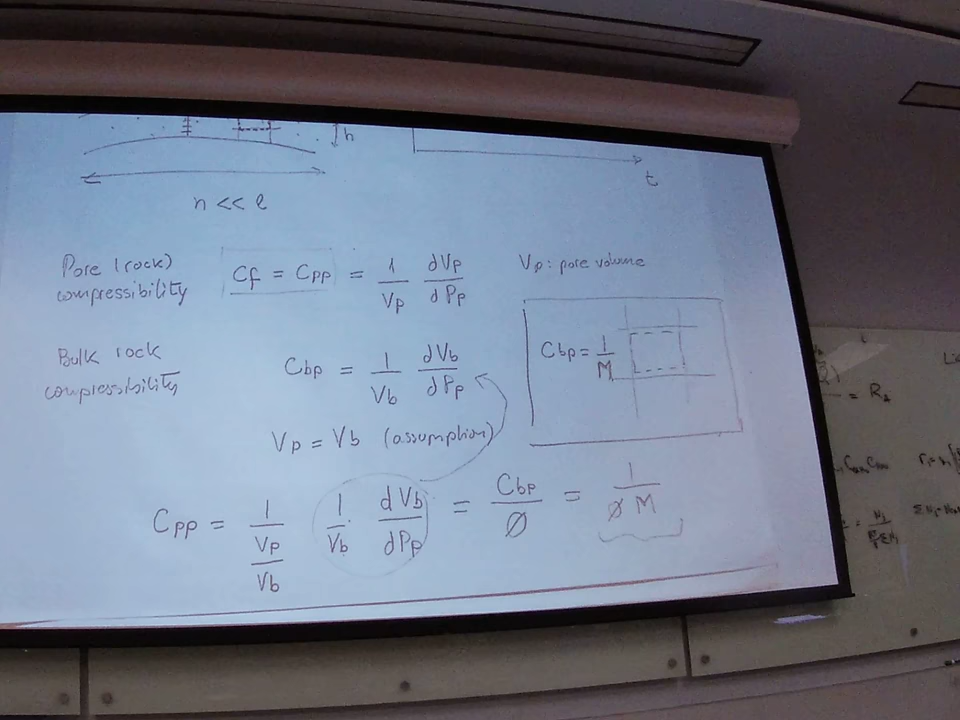 h
t
n << l
Pore (rock) compressibility
Cf = Cpp = 1/Vp dVp/dPp
Vp: pore volume
Bulk rock compressibility
Cbp = 1/Vb dVb/dPp
Cbp = 1/M
Vp = Vb (assumption)
Cpp = 1/(Vp/Vb) 1/Vb · dVb/dPp = Cbp/Ø = 1/(Ø M)
= R